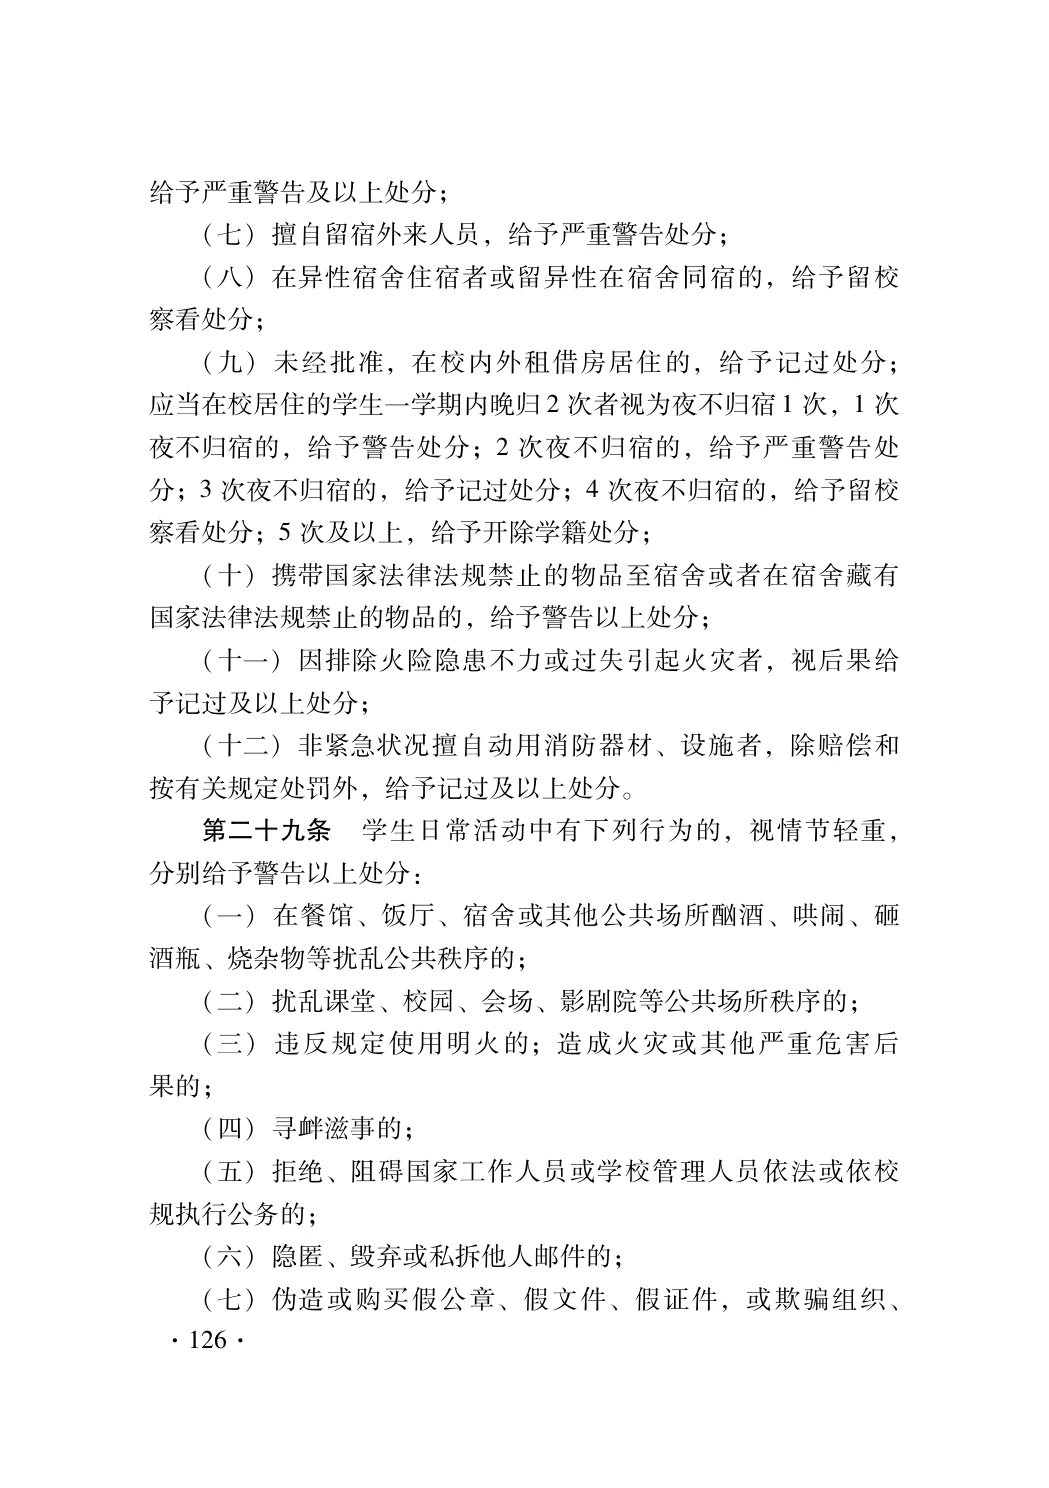 给予严重警告及以上处分；
（七）擅自留宿外来人员，给予严重警告处分；
（八）在异性宿舍住宿者或留异性在宿舍同宿的，给予留校
察看处分；
（九）未经批准，在校内外租借房居住的，给予记过处分；
应当在校居住的学生一学期内晚归 2 次者视为夜不归宿 1 次，1 次
夜不归宿的，给予警告处分；2 次夜不归宿的，给予严重警告处
分；3 次夜不归宿的，给予记过处分；4 次夜不归宿的，给予留校
察看处分；5 次及以上，给予开除学籍处分；
（十）携带国家法律法规禁止的物品至宿舍或者在宿舍藏有
国家法律法规禁止的物品的，给予警告以上处分；
（十一）因排除火险隐患不力或过失引起火灾者，视后果给
予记过及以上处分；
（十二）非紧急状况擅自动用消防器材、设施者，除赔偿和
按有关规定处罚外，给予记过及以上处分。
第二十九条　学生日常活动中有下列行为的，视情节轻重，
分别给予警告以上处分：
（一）在餐馆、饭厅、宿舍或其他公共场所酗酒、哄闹、砸
酒瓶、烧杂物等扰乱公共秩序的；
（二）扰乱课堂、校园、会场、影剧院等公共场所秩序的；
（三）违反规定使用明火的；造成火灾或其他严重危害后
果的；
（四）寻衅滋事的；
（五）拒绝、阻碍国家工作人员或学校管理人员依法或依校
规执行公务的；
（六）隐匿、毁弃或私拆他人邮件的；
（七）伪造或购买假公章、假文件、假证件，或欺骗组织、
· 126 ·